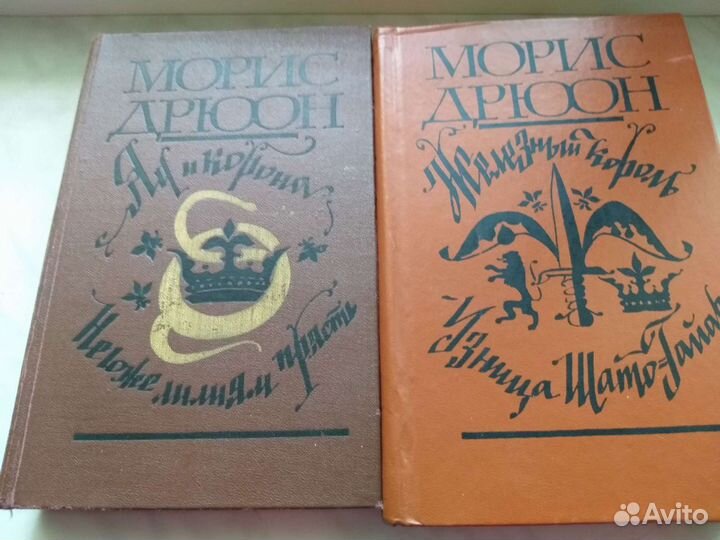 МОРИС
ДРЮОН
Яд и корона
Негоже лилиям прясть
МОРИС
ДРЮОН
Железный король
Узница Шато-Гайар
Avito